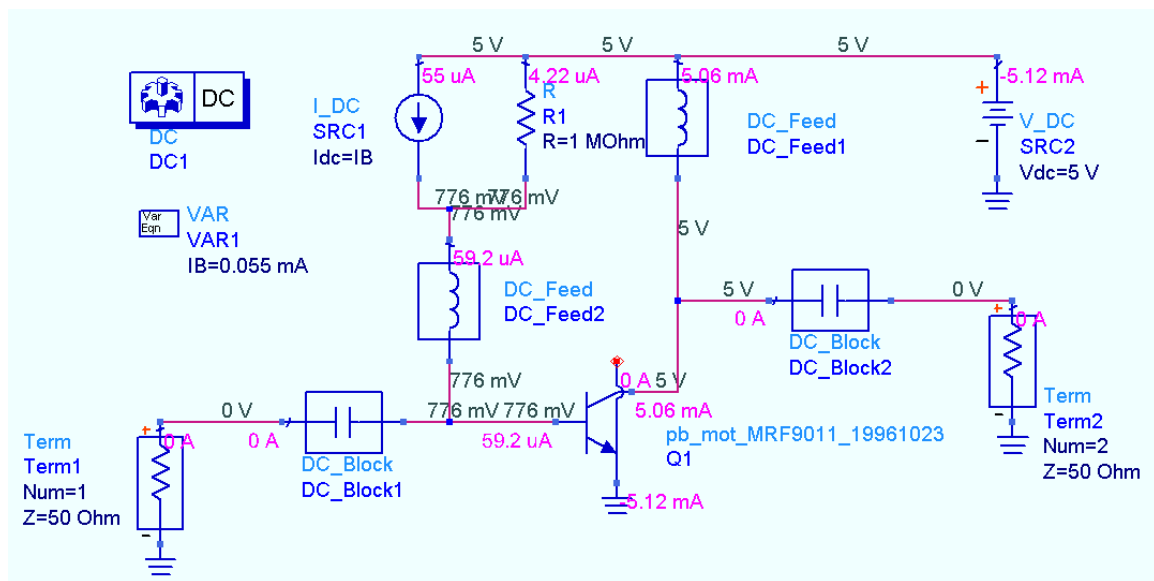 5 V 5 V 5 V
55 uA 4.22 uA 5.06 mA -5.12 mA
+
DC
DC
DC1
I_DC
SRC1
Idc=IB
R
R1
R=1 MOhm
DC_Feed
DC_Feed1
V_DC
SRC2
Vdc=5 V
-
776 mV 776 mV
776 mV
Var
Eqn
VAR
VAR1
IB=0.055 mA
59.2 uA
5 V
DC_Feed
DC_Feed2
5 V 0 V
0 A
+
0 A
DC_Block
DC_Block2
776 mV
0 A 5 V
5.06 mA
Term
Term2
Num=2
Z=50 Ohm
-
0 V 776 mV 776 mV
+
0 A 0 A 59.2 uA
pb_mot_MRF9011_19961023
Q1
Term
Term1
Num=1
Z=50 Ohm
-
DC_Block
DC_Block1
-5.12 mA